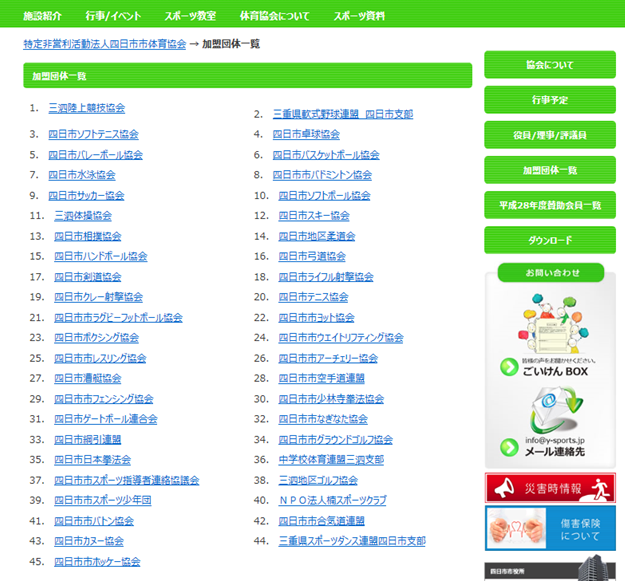 施設紹介 行事/イベント スポーツ教室 体育協会について スポーツ資料
特定非営利活動法人四日市市体育協会 → 加盟団体一覧
加盟団体一覧
1. 三泗陸上競技協会
2. 三重県軟式野球連盟 四日市支部
3. 四日市ソフトテニス協会
4. 四日市卓球協会
5. 四日市バレーボール協会
6. 四日市バスケットボール協会
7. 四日市水泳協会
8. 四日市市バドミントン協会
9. 四日市サッカー協会
10. 四日市ソフトボール協会
11. 三泗体操協会
12. 四日市スキー協会
13. 四日市相撲協会
14. 四日市地区柔道会
15. 四日市ハンドボール協会
16. 四日市弓道協会
17. 四日市剣道協会
18. 四日市ライフル射撃協会
19. 四日市クレー射撃協会
20. 四日市テニス協会
21. 四日市市ラグビーフットボール協会
22. 四日市市ヨット協会
23. 四日市ボクシング協会
24. 四日市市ウエイトリフティング協会
25. 四日市市レスリング協会
26. 四日市市アーチェリー協会
27. 四日市漕艇協会
28. 四日市市空手道連盟
29. 四日市市フェンシング協会
30. 四日市市少林寺拳法協会
31. 四日市ゲートボール連合会
32. 四日市市なぎなた協会
33. 四日市綱引連盟
34. 四日市市グラウンドゴルフ協会
35. 四日市日本拳法会
36. 中学校体育連盟三泗支部
37. 四日市市スポーツ指導者連絡協議会
38. 三泗地区ゴルフ協会
39. 四日市市スポーツ少年団
40. ＮＰＯ法人楠スポーツクラブ
41. 四日市市バトン協会
42. 四日市市合気道連盟
43. 四日市カヌー協会
44. 三重県スポーツダンス連盟四日市支部
45. 四日市市ホッケー協会
協会について
行事予定
役員/理事/評議員
加盟団体一覧
平成28年度賛助会員一覧
ダウンロード
お問い合わせ
皆様の声をお聞かせください。
ごいけん BOX
info@y-sports.jp
メール連絡先
災害時情報
傷害保険
について
四日市市役所